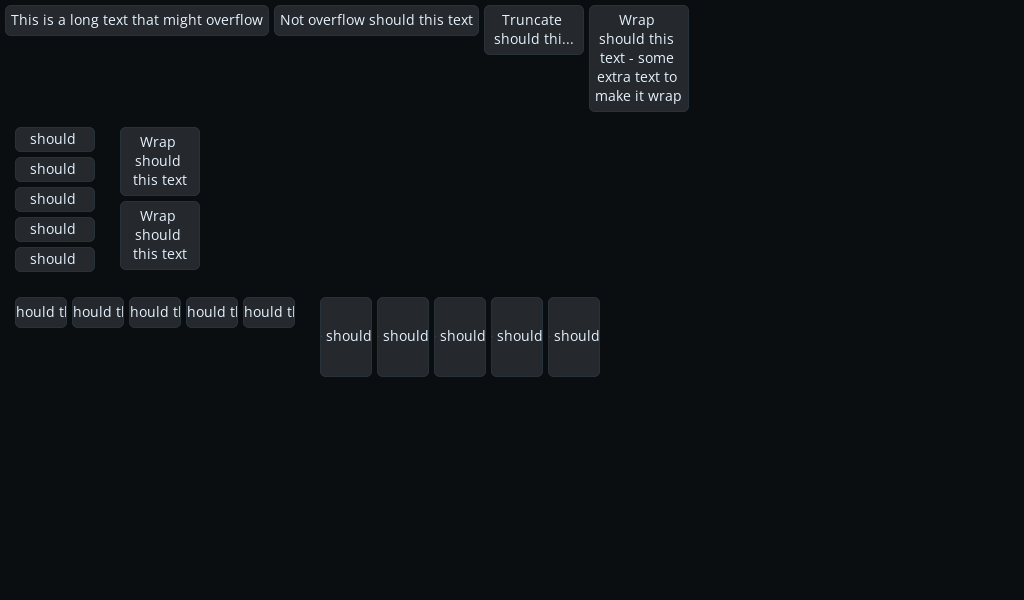 This is a long text that might overflow
Not overflow should this text
Truncate
should thi...
Wrap
should this
text - some
extra text to
make it wrap
should
should
should
should
should
Wrap
should
this text
Wrap
should
this text
hould tl
hould tl
hould tl
hould tl
hould tl
should
should
should
should
should